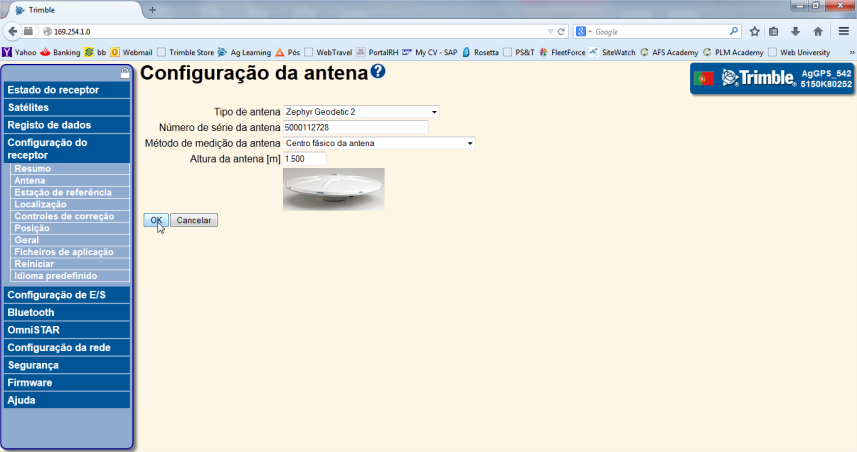 Trimble
169.254.1.0
Google
Yahoo Banking bb Webmail Trimble Store Ag Learning Pós WebTravel PortalRH My CV - SAP Rosetta PS&T FleetForce SiteWatch AFS Academy PLM Academy Web University
Configuração da antena
Trimble AgGPS_542
5150K80252
Estado do receptor
Satélites
Registo de dados
Configuração do
receptor
Resumo
Antena
Estação de referência
Localização
Controles de correção
Posição
Geral
Ficheiros de aplicação
Reiniciar
Idioma predefinido
Configuração de E/S
Bluetooth
OmniSTAR
Configuração da rede
Segurança
Firmware
Ajuda
Tipo de antena Zephyr Geodetic 2
Número de série da antena 5000112728
Método de medição da antena Centro fásico da antena
Altura da antena [m] 1.500
OK Cancelar